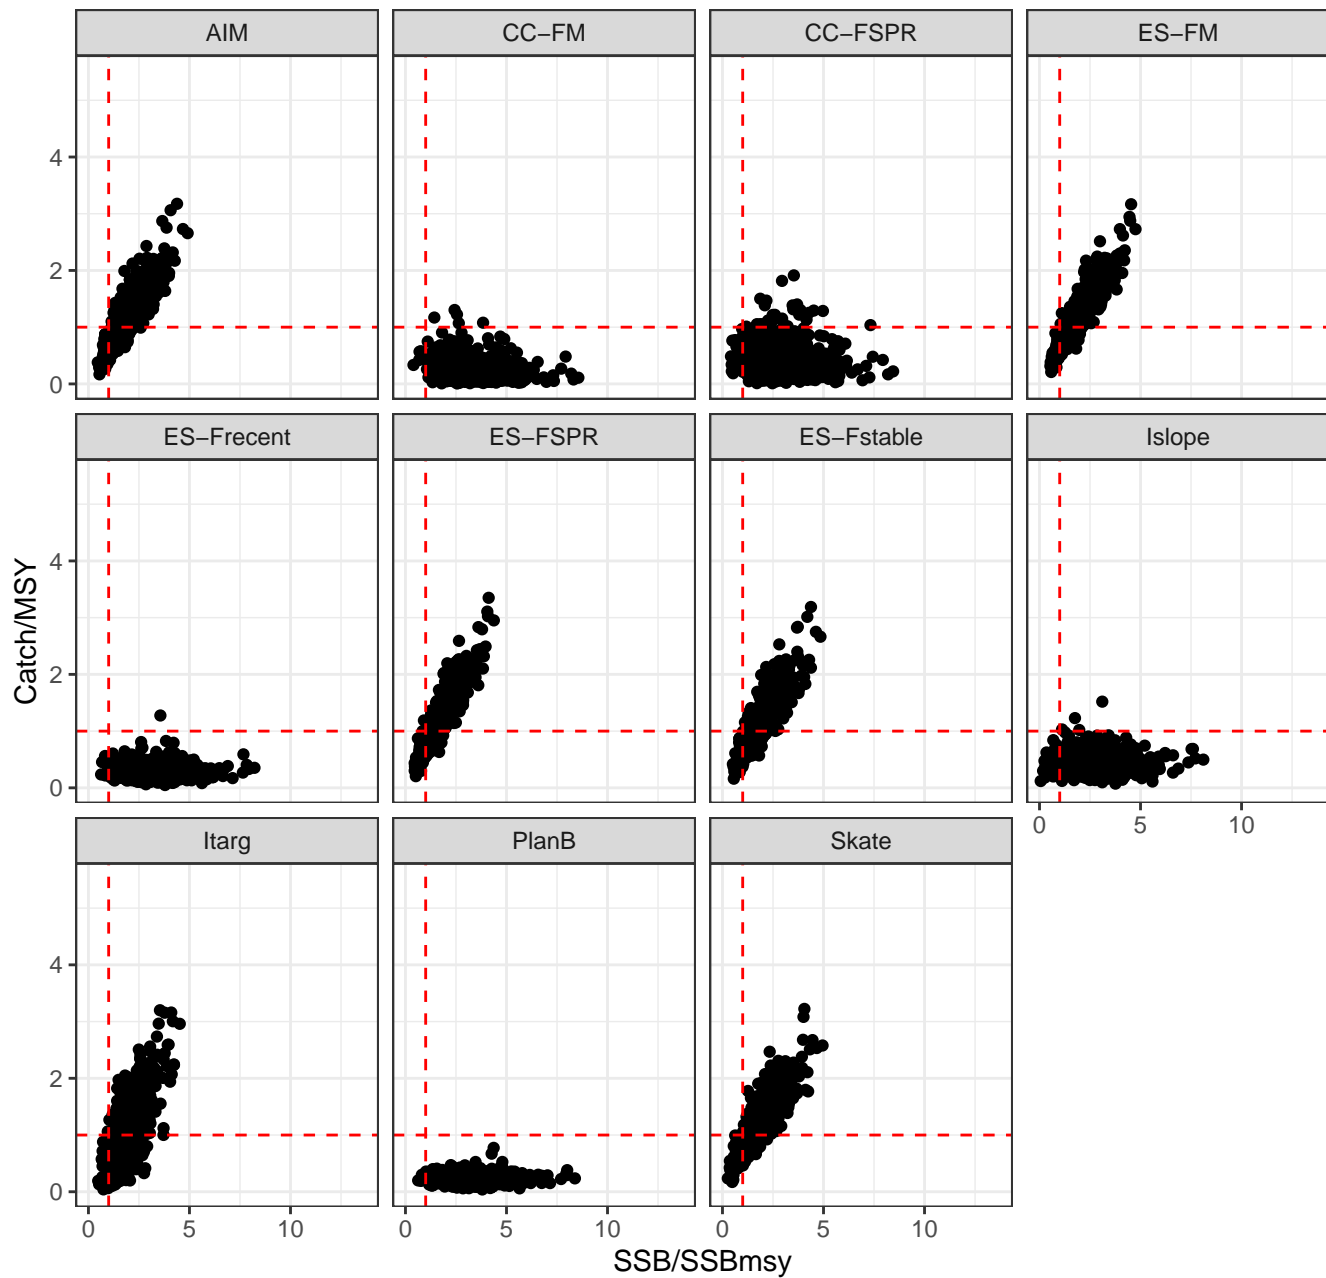 AIM
CC−FM
CC−FSPR
ES−FM
4
2
0
ES−Frecent
ES−FSPR
ES−Fstable
Islope
4
2
0
0 5 10
Itarg
PlanB
Skate
4
2
0
0 5 10
0 5 10
0 5 10
Catch/MSY
SSB/SSBmsy